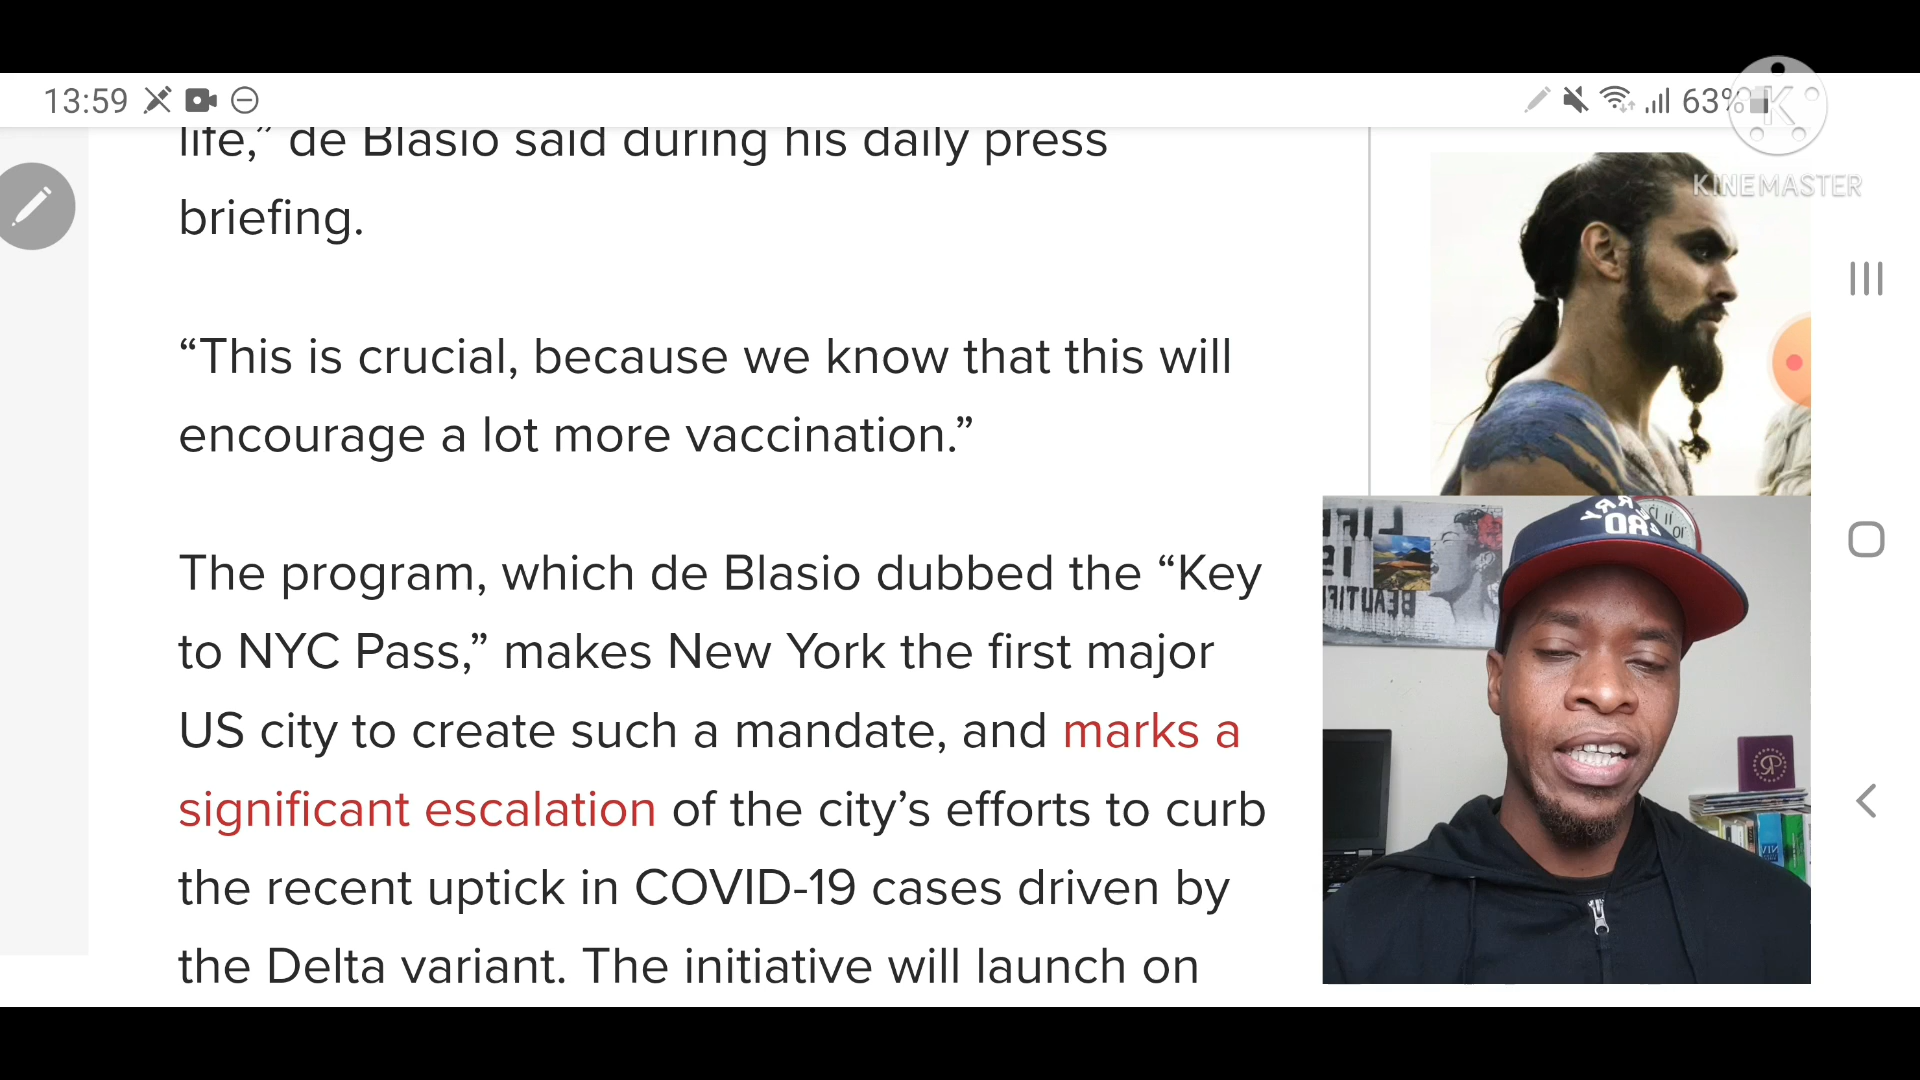 13:59
63%
KINEMASTER
life,” de Blasio said during his daily press
briefing.
“This is crucial, because we know that this will
encourage a lot more vaccination.”
The program, which de Blasio dubbed the “Key
to NYC Pass,” makes New York the first major
US city to create such a mandate, and marks a
significant escalation of the city’s efforts to curb
the recent uptick in COVID-19 cases driven by
the Delta variant. The initiative will launch on
LIFE
IS
BEAUTIF
NIV